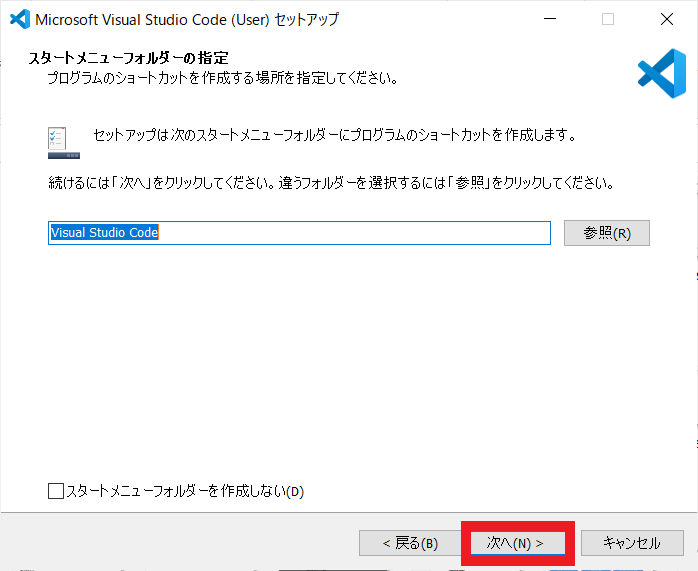 Microsoft Visual Studio Code (User) セットアップ
スタートメニューフォルダーの指定
プログラムのショートカットを作成する場所を指定してください。
セットアップは次のスタートメニューフォルダーにプログラムのショートカットを作成します。
続けるには「次へ」をクリックしてください。違うフォルダーを選択するには「参照」をクリックしてください。
Visual Studio Code
参照(R)
スタートメニューフォルダーを作成しない(D)
< 戻る(B)
次へ(N) >
キャンセル